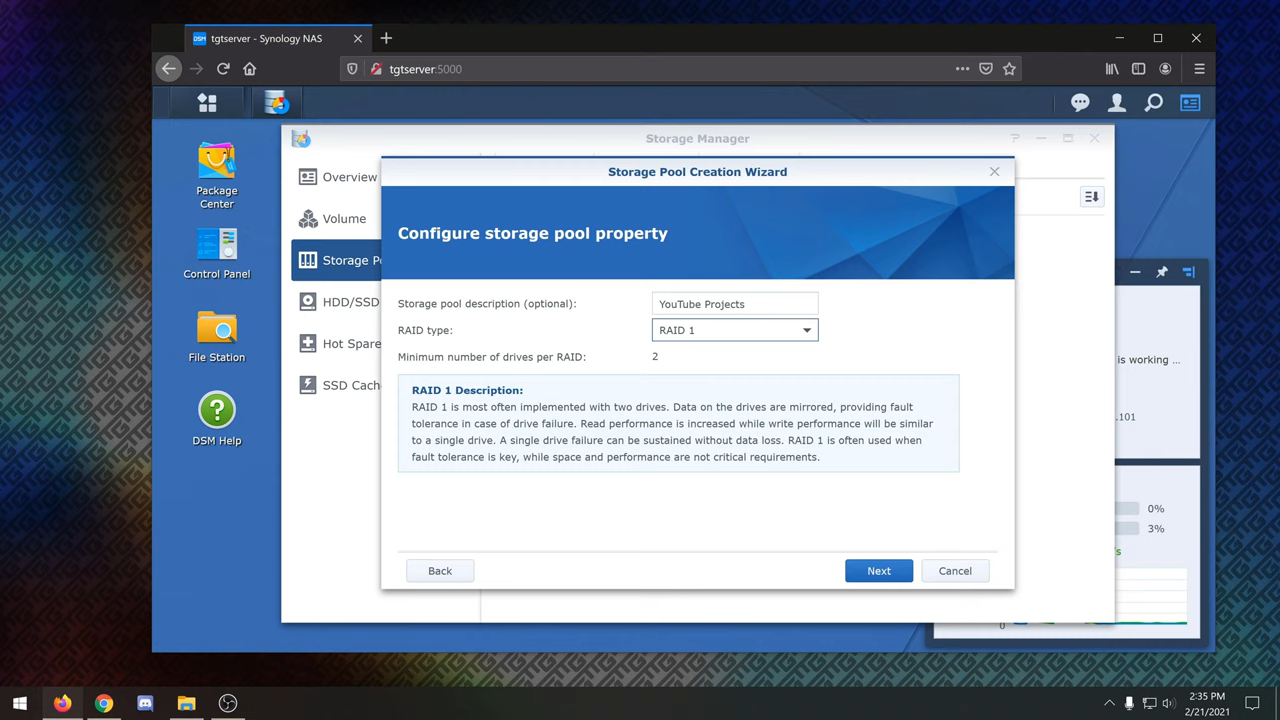 DSM tgtserver - Synology NAS
tgtserver:5000
Storage Manager
Package Center
Control Panel
File Station
DSM Help
Overview
Volume
Storage P
HDD/SSD
Hot Spare
SSD Cach
Storage Pool Creation Wizard
Configure storage pool property
Storage pool description (optional): YouTube Projects
RAID type: RAID 1
Minimum number of drives per RAID: 2
RAID 1 Description:
RAID 1 is most often implemented with two drives. Data on the drives are mirrored, providing fault
tolerance in case of drive failure. Read performance is increased while write performance will be similar
to a single drive. A single drive failure can be sustained without data loss. RAID 1 is often used when
fault tolerance is key, while space and performance are not critical requirements.
Back
Next
Cancel
is working ...
.101
0%
3%
/s
0
2:35 PM
2/21/2021